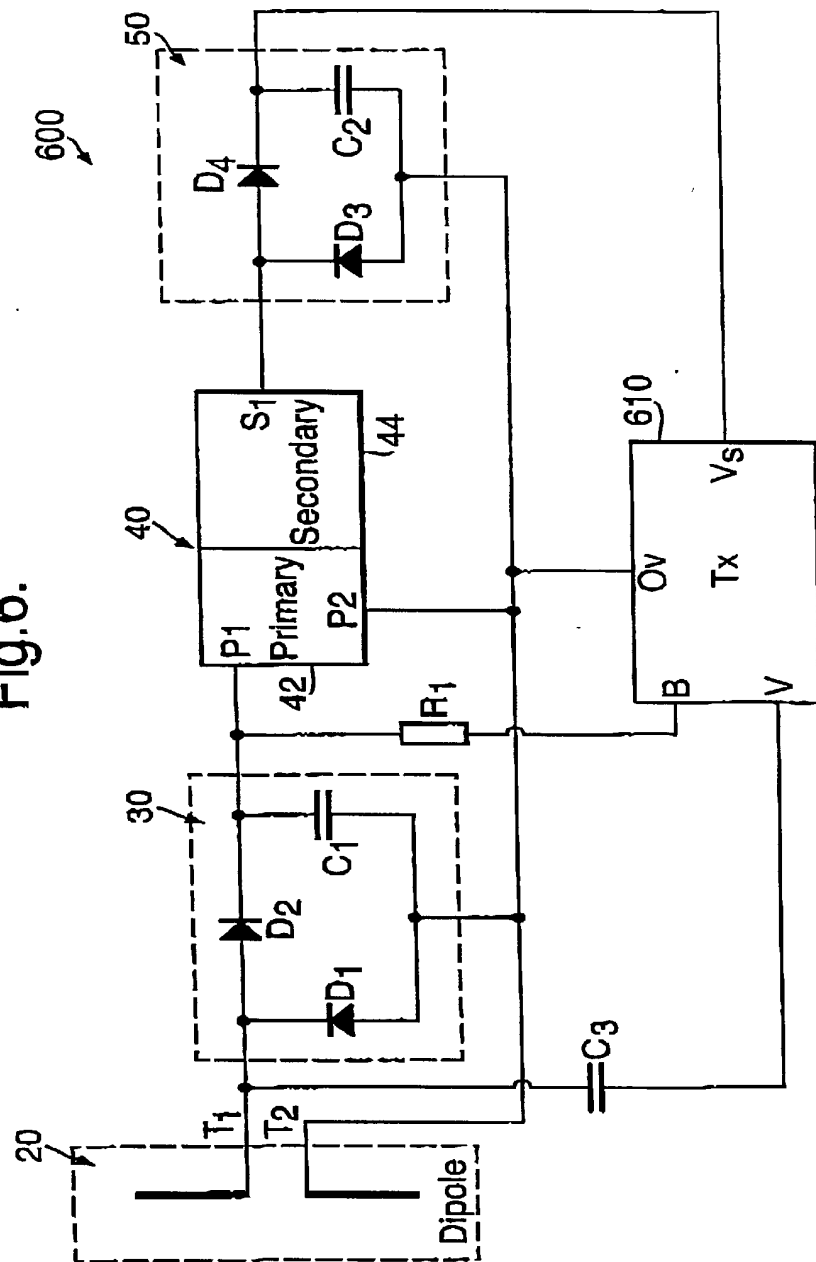 Fig.6.
600
20
T1
T2
Dipole
30
D2
D1
C1
C3
R1
40
P1
Primary
P2
42
S1
Secondary
44
50
D4
D3
C2
610
B
Ov
V
Tx
Vs